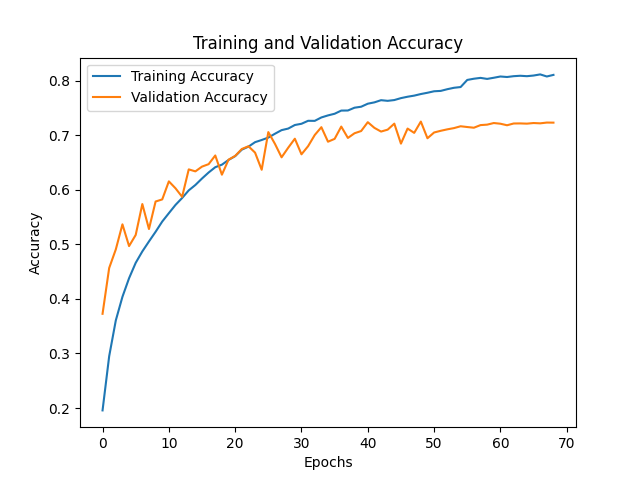 Training and Validation Accuracy
Training Accuracy
Validation Accuracy
0.8
0.7
0.6
0.5
0.4
0.3
0.2
Accuracy
0 10 20 30 40 50 60 70
Epochs